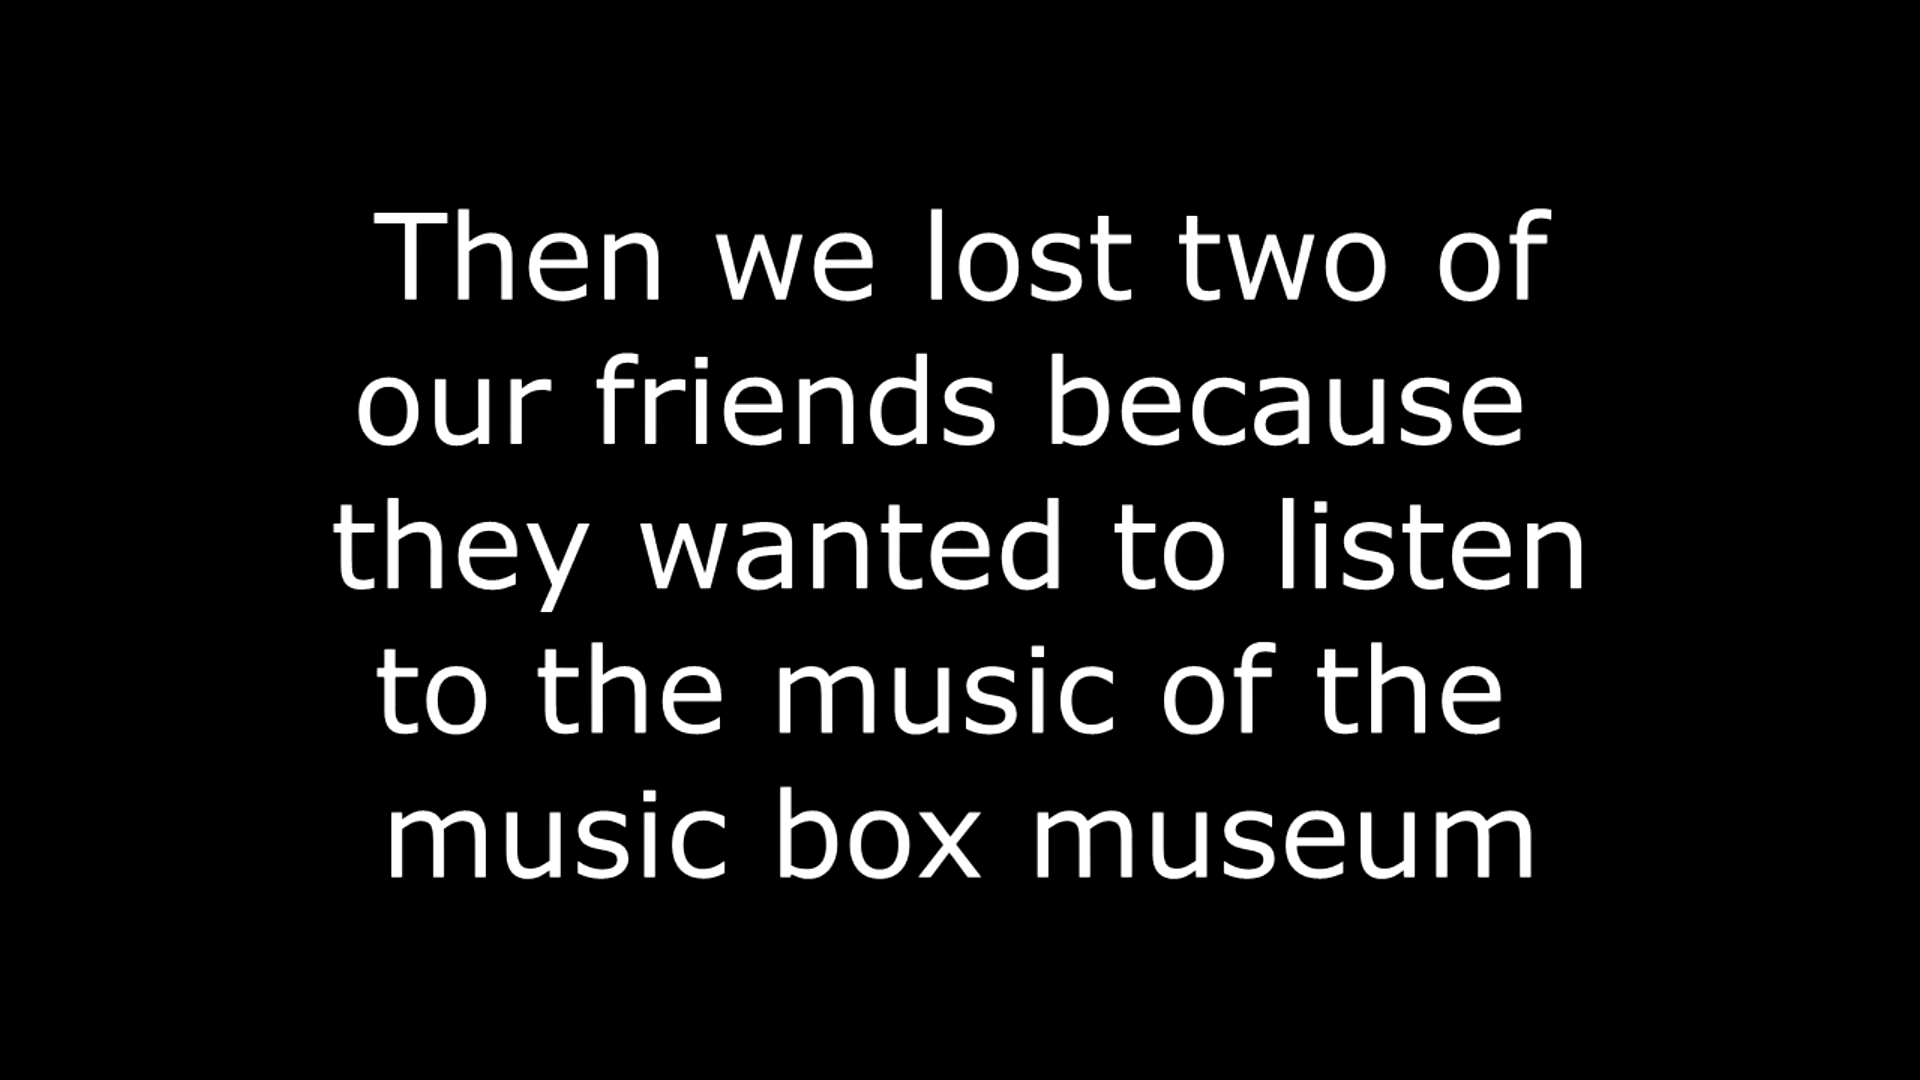 Then we lost two of
our friends because
they wanted to listen
to the music of the
music box museum